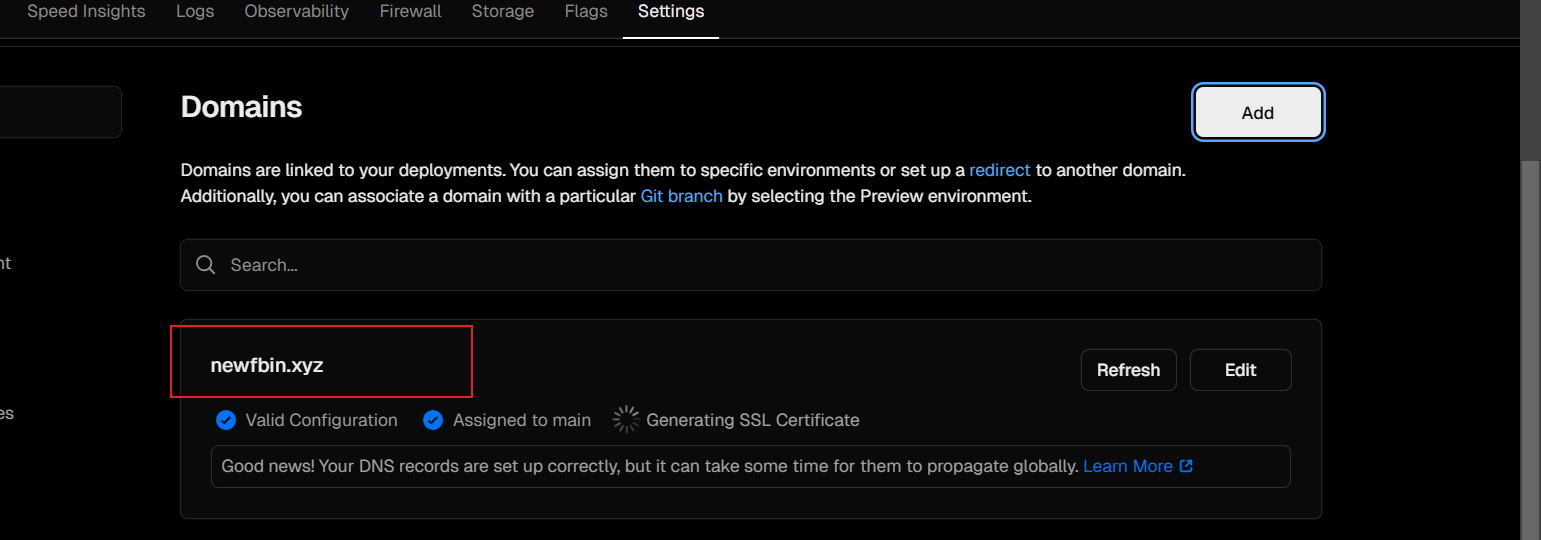 Speed Insights Logs Observability Firewall Storage Flags Settings
Domains
Add
Domains are linked to your deployments. You can assign them to specific environments or set up a redirect to another domain.
Additionally, you can associate a domain with a particular Git branch by selecting the Preview environment.
Search...
newfbin.xyz
Refresh Edit
Valid Configuration Assigned to main Generating SSL Certificate
Good news! Your DNS records are set up correctly, but it can take some time for them to propagate globally. Learn More